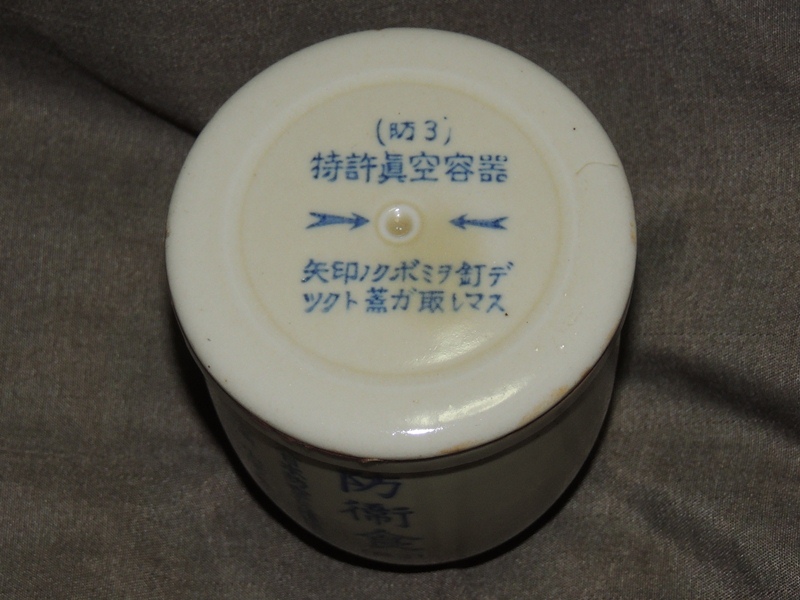 (防3)
特許眞空容器
矢印ノクボミヲ釘デ
ツクト蓋ガ取レマス
防衛食